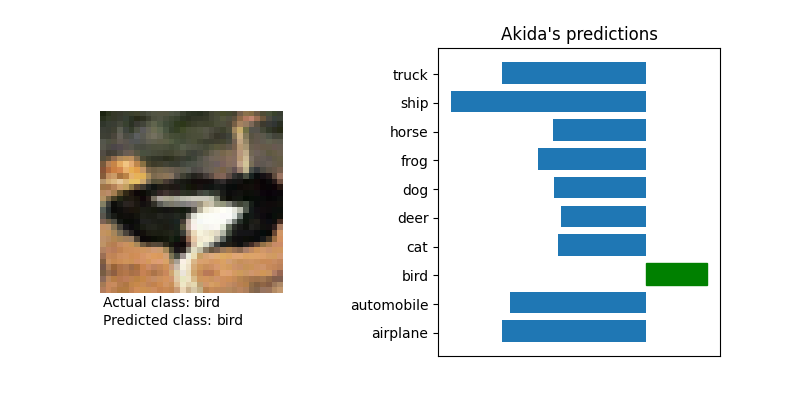 Akida's predictions
truck
ship
horse
frog
dog
deer
cat
bird
automobile
airplane
Actual class: bird
Predicted class: bird